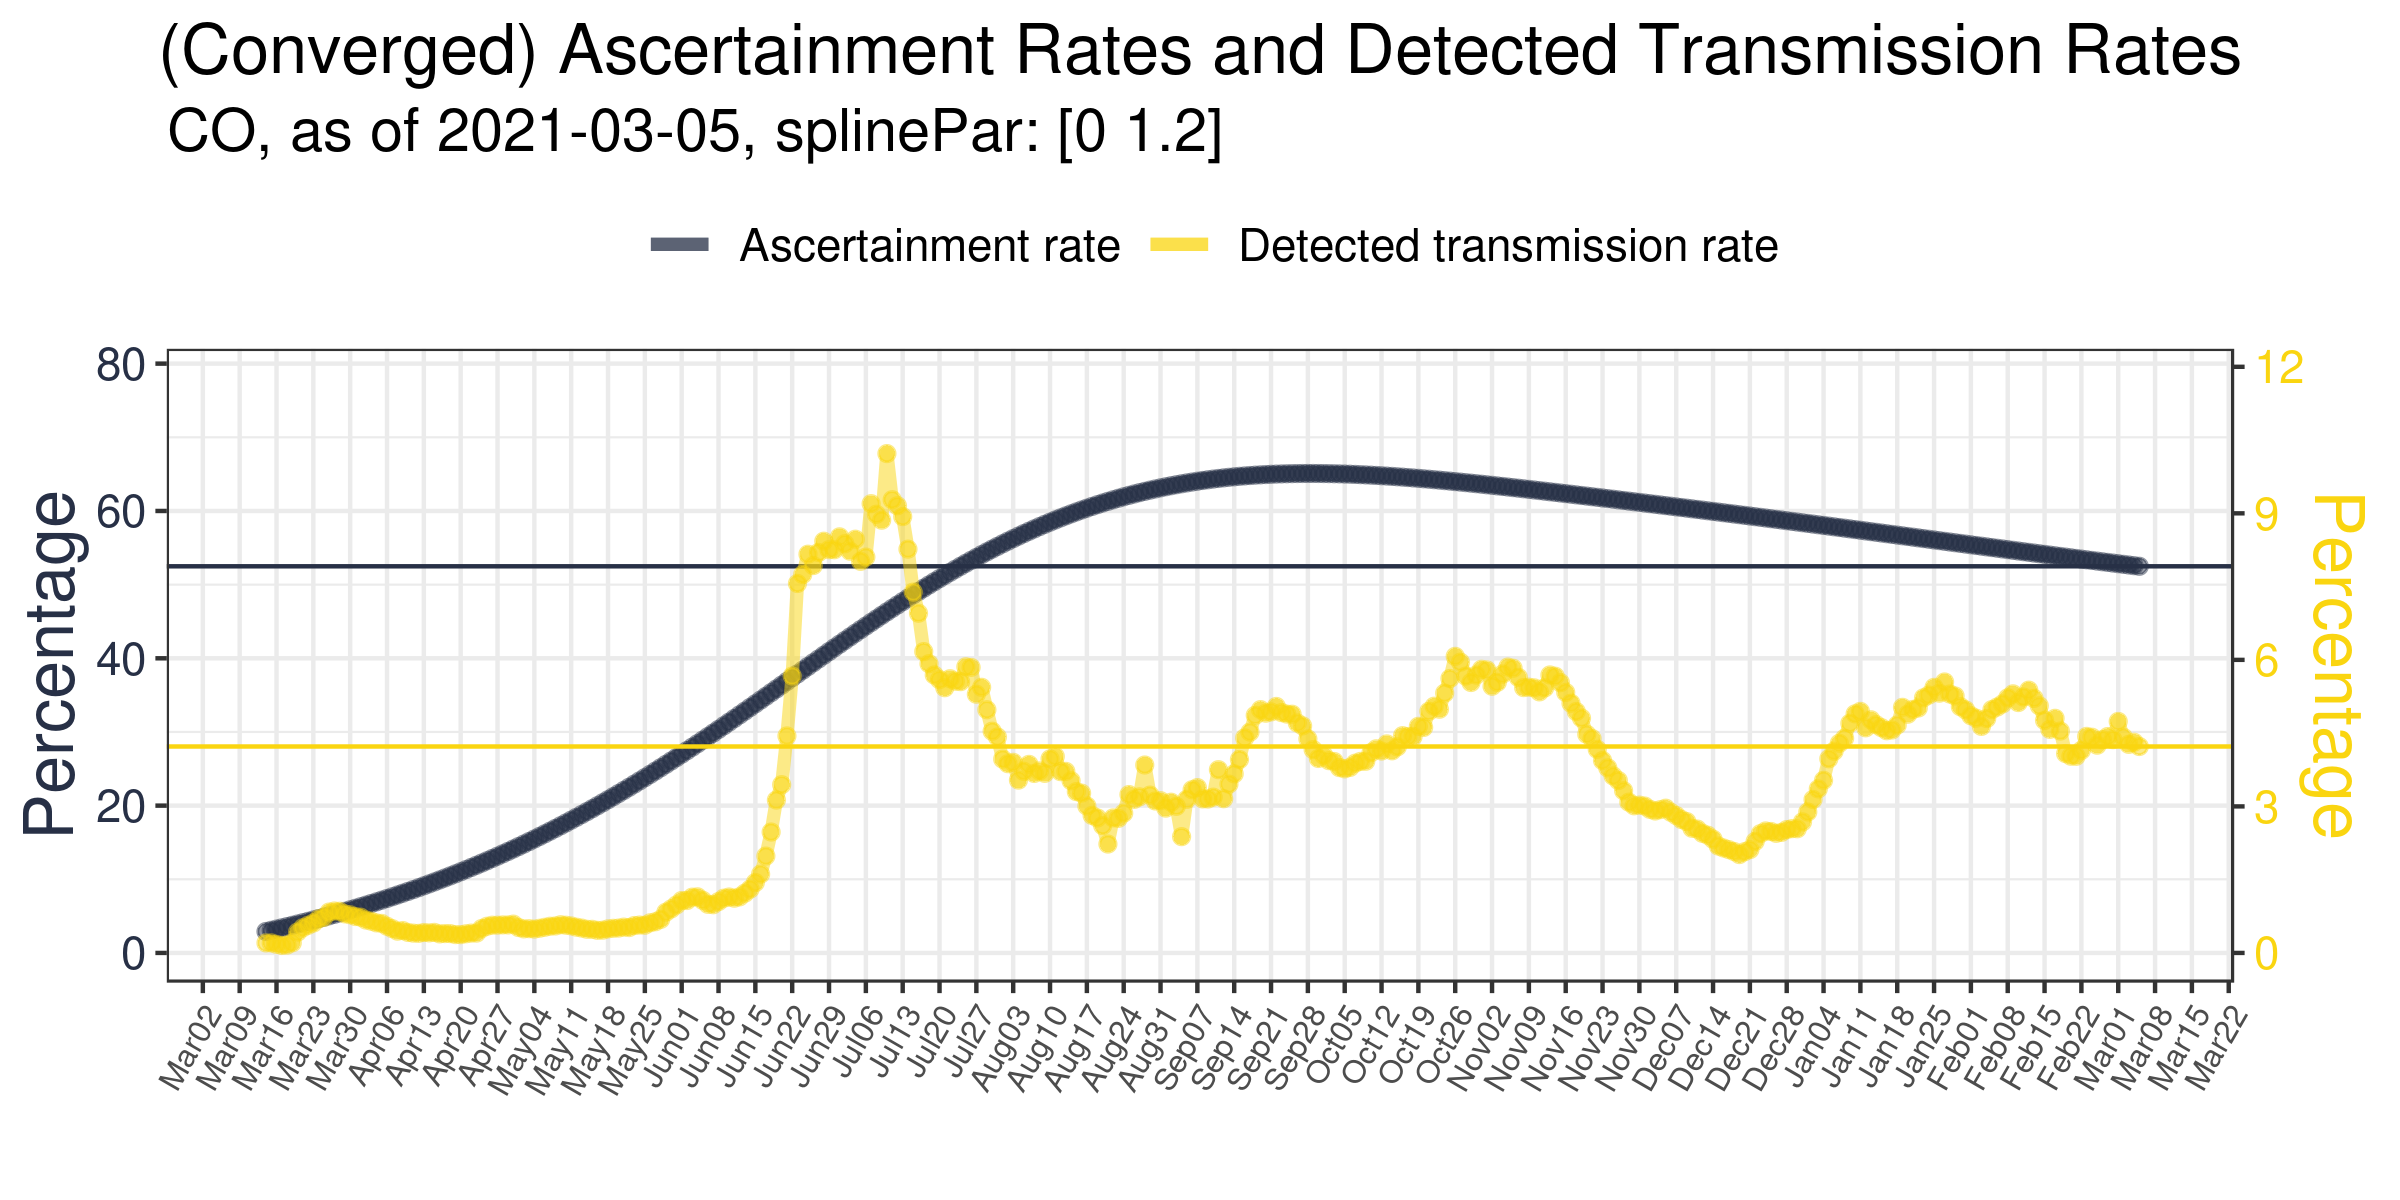 (Converged) Ascertainment Rates and Detected Transmission Rates
CO, as of 2021-03-05, splinePar: [0 1.2]
Ascertainment rate Detected transmission rate
Percentage
80
60
40
20
0
12
9
6
3
0
Percentage
Mar02 Mar09 Mar16 Mar23 Mar30 Apr06 Apr13 Apr20 Apr27 May04 May11 May18 May25 Jun01 Jun08 Jun15 Jun22 Jun29 Jul06 Jul13 Jul20 Jul27 Aug03 Aug10 Aug17 Aug24 Aug31 Sep07 Sep14 Sep21 Sep28 Oct05 Oct12 Oct19 Oct26 Nov02 Nov09 Nov16 Nov23 Nov30 Dec07 Dec14 Dec21 Dec28 Jan04 Jan11 Jan18 Jan25 Feb01 Feb08 Feb15 Feb22 Mar01 Mar08 Mar15 Mar22